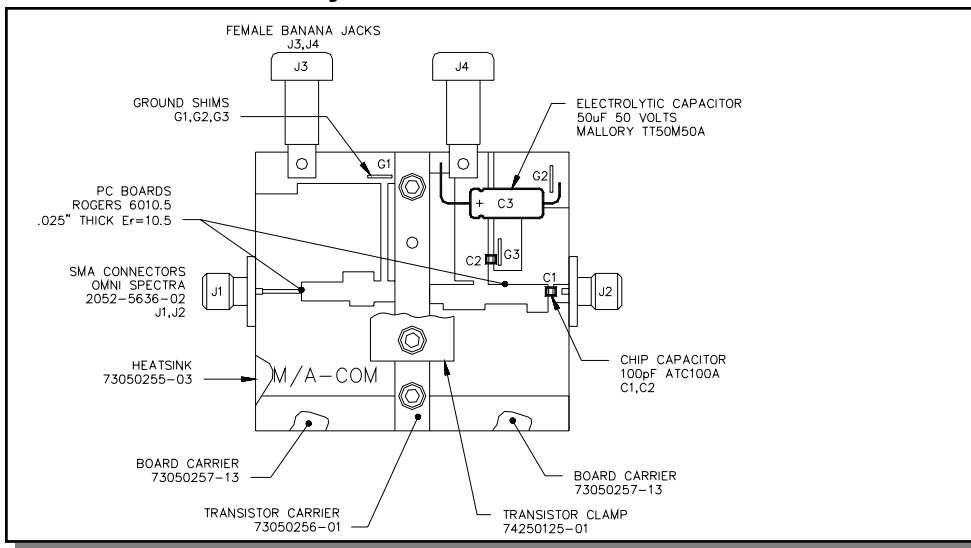 FEMALE BANANA JACKS
J3,J4
J3
J4
GROUND SHIMS
G1,G2,G3
ELECTROLYTIC CAPACITOR
50uF 50 VOLTS
MALLORY TT50M50A
G1
G2
PC BOARDS
ROGERS 6010.5
.025" THICK Er=10.5
+ C3
G3
C2
SMA CONNECTORS
OMNI SPECTRA
2052-5636-02
J1,J2
J1
C1
J2
HEATSINK
73050255-03
M/A-COM
CHIP CAPACITOR
100pF ATC100A
C1,C2
BOARD CARRIER
73050257-13
BOARD CARRIER
73050257-13
TRANSISTOR CARRIER
73050256-01
TRANSISTOR CLAMP
74250125-01